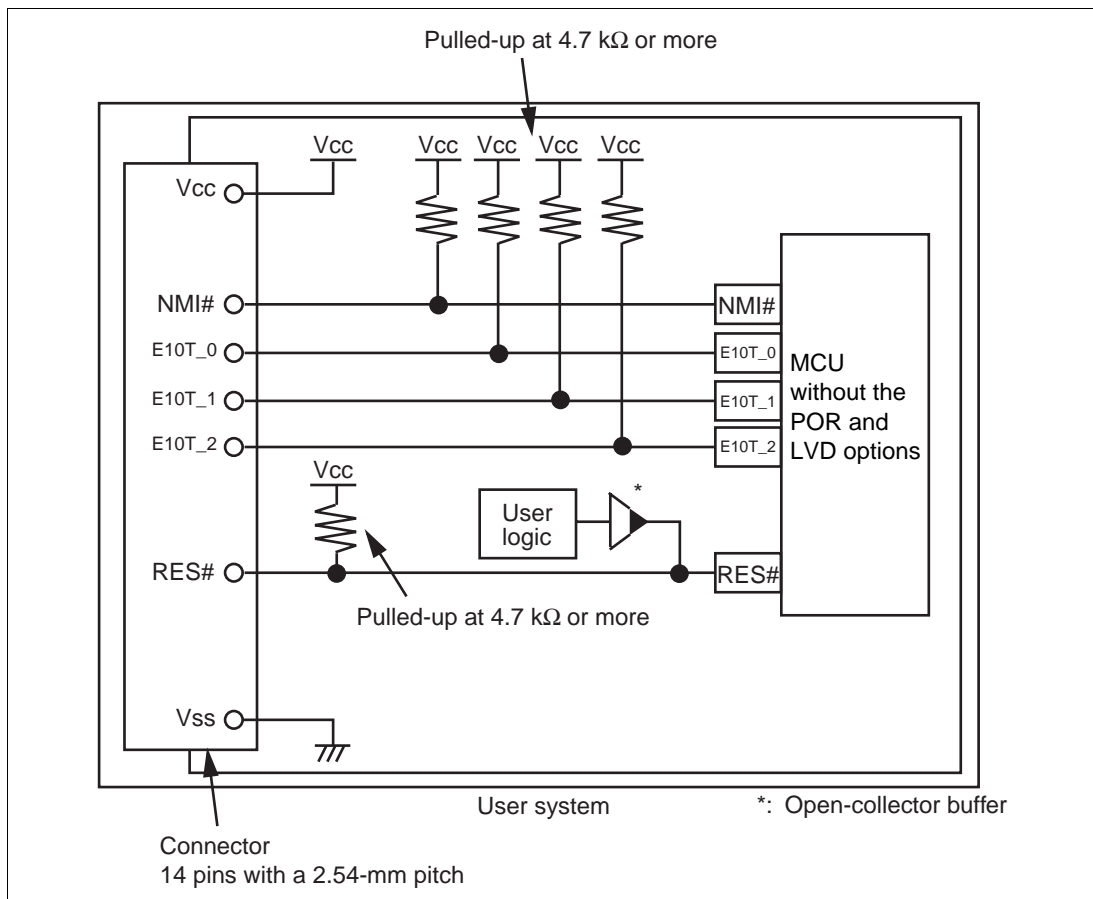 Pulled-up at 4.7 kΩ or more
Vcc
Vcc
Vcc
Vcc
Vcc
Vcc
NMI#
NMI#
E10T_0
E10T_0
E10T_1
E10T_1
E10T_2
E10T_2
MCU
without the
POR and
LVD options
Vcc
*
User
logic
RES#
RES#
Pulled-up at 4.7 kΩ or more
Vss
User system
*: Open-collector buffer
Connector
14 pins with a 2.54-mm pitch